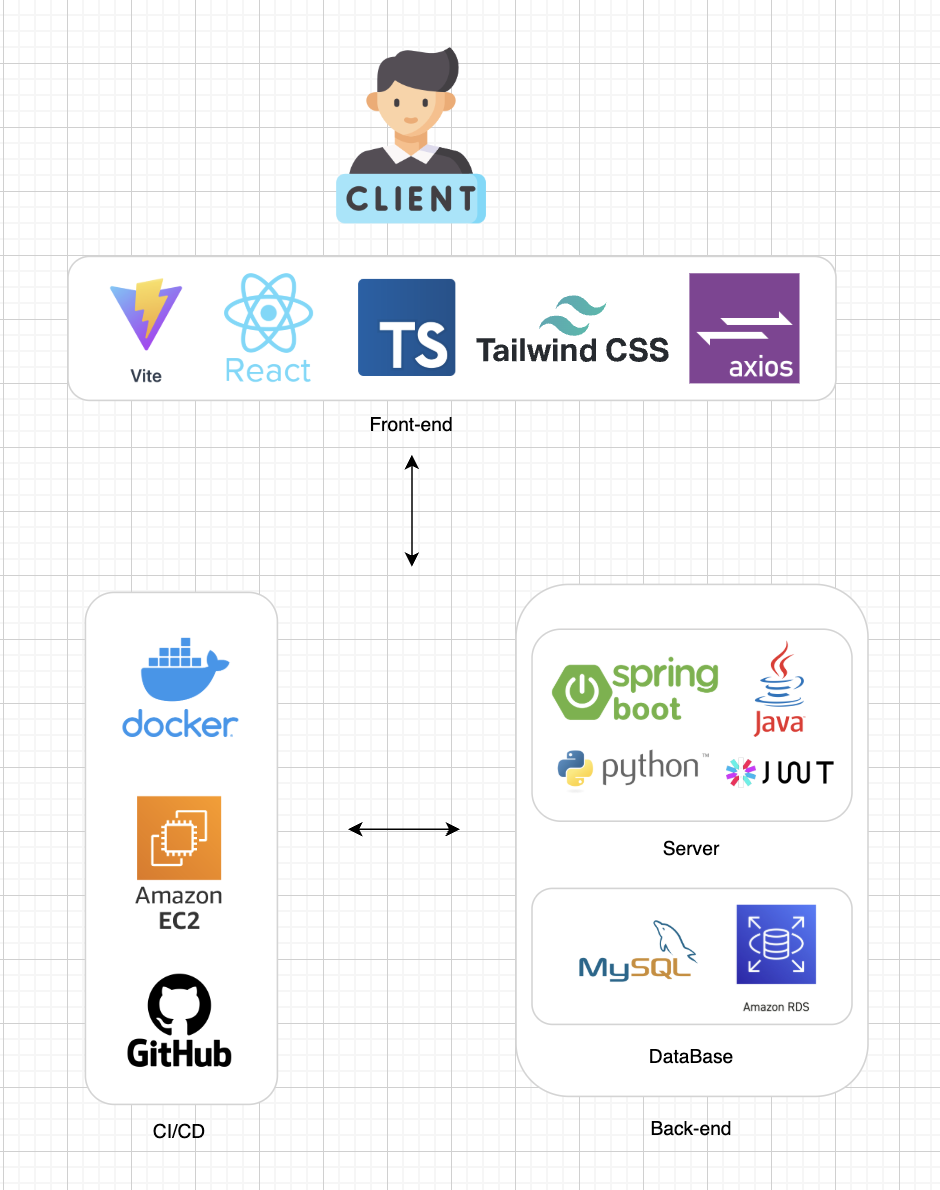 CLIENT
Vite
React
TS
Tailwind CSS
axios
Front-end
docker
Amazon
EC2
GitHub
CI/CD
spring
boot
Java
python™
JWT
Server
MySQL
Amazon RDS
DataBase
Back-end